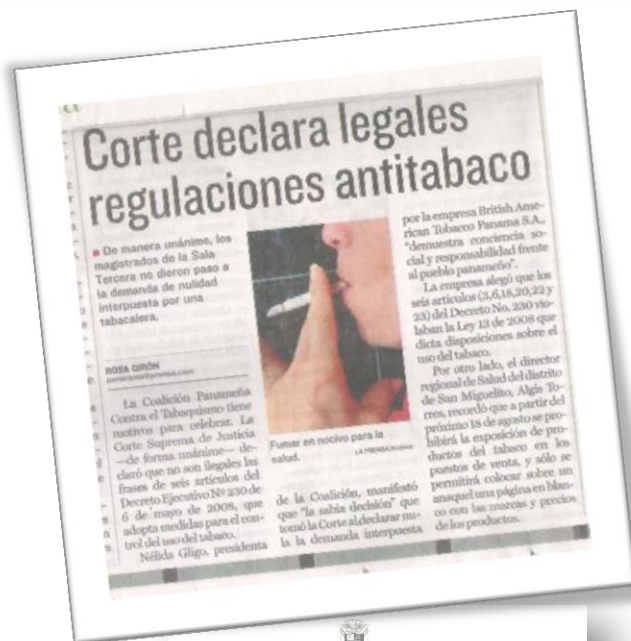 Corte declara legales
regulaciones antitabaco
De manera unánime, los
magistrados de la Sala
Tercera no dieron paso a
la demanda de nulidad
interpuesta por una
tabacalera.
ROSA GIRÓN
La Coalición Panameña
Contra el Tabaquismo tiene
motivos para celebrar. La
Corte Suprema de Justicia
—de forma unánime— de-
claró que no son ilegales las
frases de seis artículos del
Decreto Ejecutivo Nº 230 de
6 de mayo de 2008, que
adopta medidas para el con-
trol del uso del tabaco.
Nélida Gligo, presidenta
Fumar en nocivo para la
salud.
LA PRENSA
de la Coalición, manifestó
que "la sabia decisión" que
tomó la Corte al declarar nu-
la la demanda interpuesta
por la empresa British Ame-
rican Tobacco Panama S.A.,
"demuestra conciencia so-
cial y responsabilidad frente
al pueblo panameño".
La empresa alegó que los
seis artículos (3,6,18,20,22 y
23) del Decreto No. 230 vio-
laban la Ley 13 de 2008 que
dicta disposiciones sobre el
uso del tabaco.
Por otro lado, el director
regional de Salud del distrito
de San Miguelito, Algis To-
rres, recordó que a partir del
próximo 18 de agosto se pro-
hibirá la exposición de pro-
ductos del tabaco en los
puestos de venta, y sólo se
permitirá colocar sobre un
anaquel una página en blan-
co con las marcas y precios
de los productos.